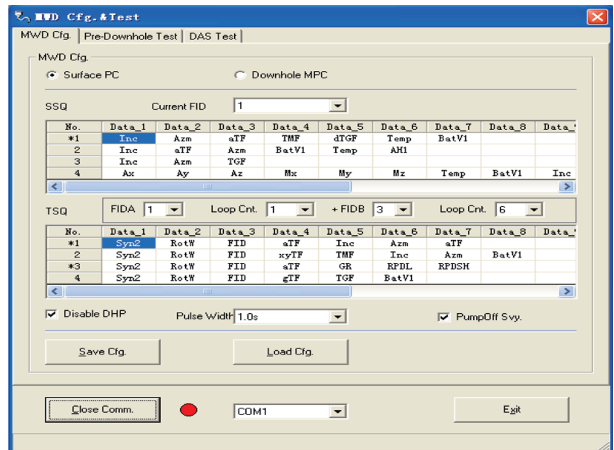 MWD Cfg.&Test
MWD Cfg. Pre-Downhole Test DAS Test
MWD Cfg.
Surface PC Downhole MPC
SSQ Current FID 1
No. Data_1 Data_2 Data_3 Data_4 Data_5 Data_6 Data_7 Data_8 Data_
*1 Inc Azm aTF TMF dTGF Temp BatV1
2 Inc aTF Azm BatV1 Temp AH1
3 Inc Azm TGF
4 Ax Ay Az Mx My Mz Temp BatV1 Inc
TSQ FIDA 1 Loop Cnt. 1 + FIDB 3 Loop Cnt. 6
No. Data_1 Data_2 Data_3 Data_4 Data_5 Data_6 Data_7 Data_8 Data_
*1 Syn2 RotW FID aTF Inc Azm aTF
2 Syn2 RotW FID xyTF TMF Inc Azm BatV1
*3 Syn2 RotW FID aTF GR RPDL RPDSH
4 Syn2 RotW FID gTF TGF BatV1
Disable DHP Pulse Width 1.0s PumpOff Svy.
Save Cfg. Load Cfg.
Close Comm. COM1 Exit